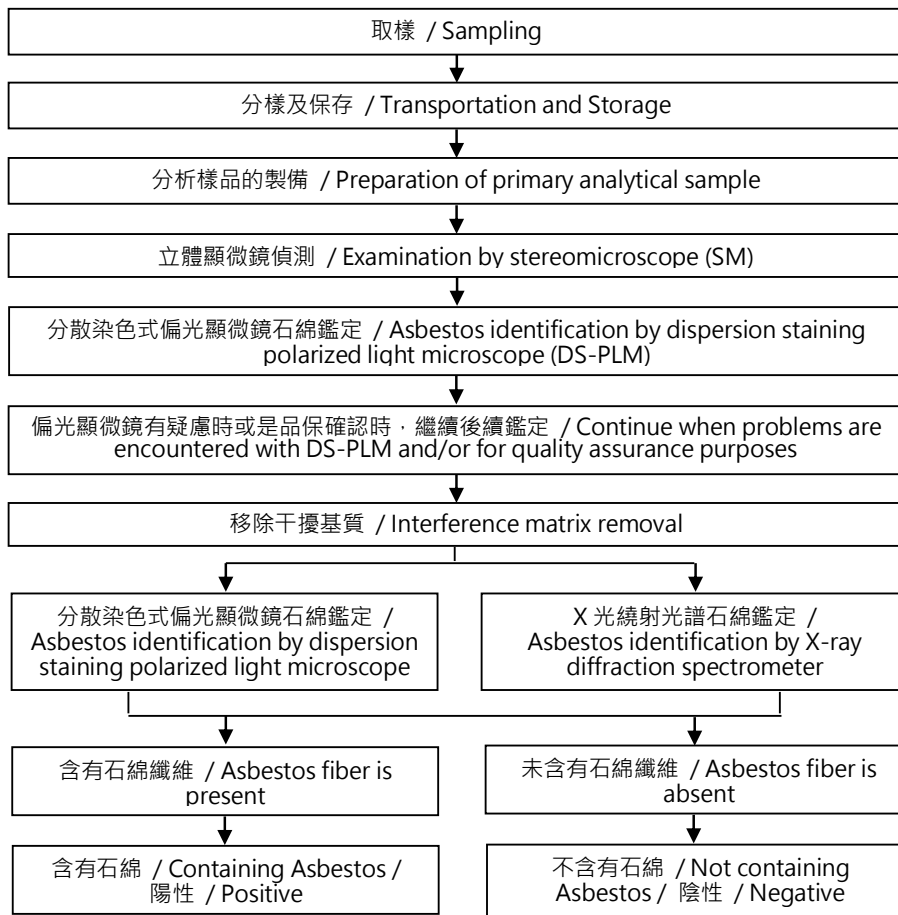 取樣 / Sampling
分樣及保存 / Transportation and Storage
分析樣品的製備 / Preparation of primary analytical sample
立體顯微鏡偵測 / Examination by stereomicroscope (SM)
分散染色式偏光顯微鏡石綿鑑定 / Asbestos identification by dispersion staining
polarized light microscope (DS-PLM)
偏光顯微鏡有疑慮時或是品保確認時，繼續後續鑑定 / Continue when problems are
encountered with DS-PLM and/or for quality assurance purposes
移除干擾基质 / Interference matrix removal
分散染色式偏光顯微鏡石綿鑑定 /
Asbestos identification by dispersion
staining polarized light microscope
X 光繞射光譜石綿鑑定 /
Asbestos identification by X-ray
diffraction spectrometer
含有石綿纖維 / Asbestos fiber is
present
未含有石綿纖維 / Asbestos fiber is
absent
含有石綿 / Containing Asbestos /
陽性 / Positive
不含有石綿 / Not containing
Asbestos / 陰性 / Negative